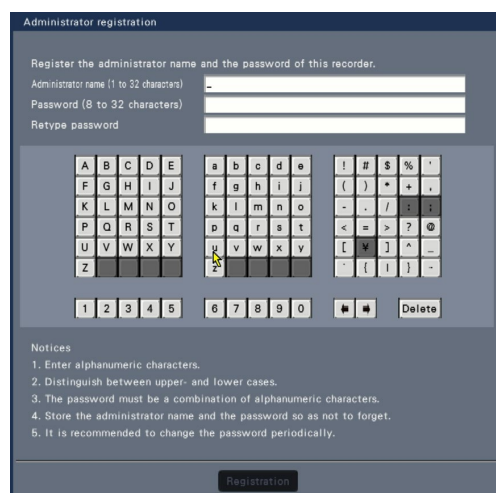 Administrator registration
Register the administrator name and the password of this recorder.
Administrator name (1 to 32 characters)
_
Password (8 to 32 characters)
Retype password
A B C D E a b c d e ! # $ % '
F G H I J f g h i j ( ) * + ,
K L M N O k l m n o - . / : ;
P Q R S T p q r s t < = > ? @
U V W X Y u v w x y [ ¥ ] ^ _
Z z ` { | } ~
1 2 3 4 5 6 7 8 9 0 ← → Delete
Notices
1. Enter alphanumeric characters.
2. Distinguish between upper- and lower cases.
3. The password must be a combination of alphanumeric characters.
4. Store the administrator name and the password so as not to forget.
5. It is recommended to change the password periodically.
Registration